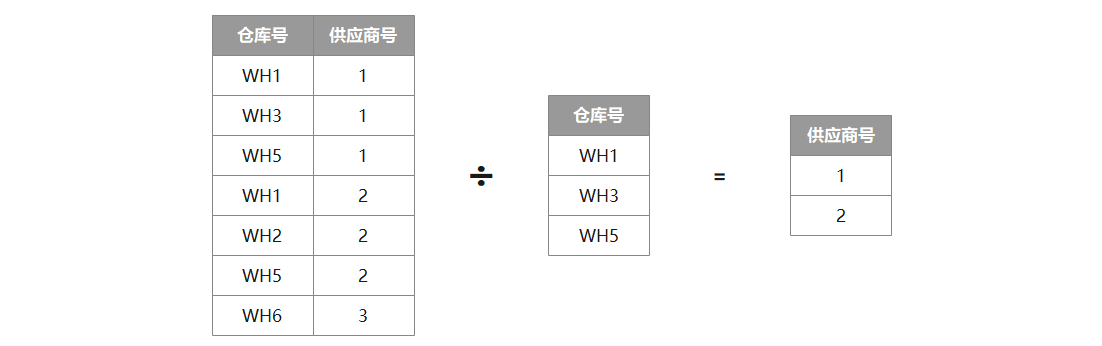 仓库号 供应商号
WH1 1
WH3 1
WH5 1
WH1 2
WH2 2
WH5 2
WH6 3
÷
仓库号
WH1
WH3
WH5
=
供应商号
1
2